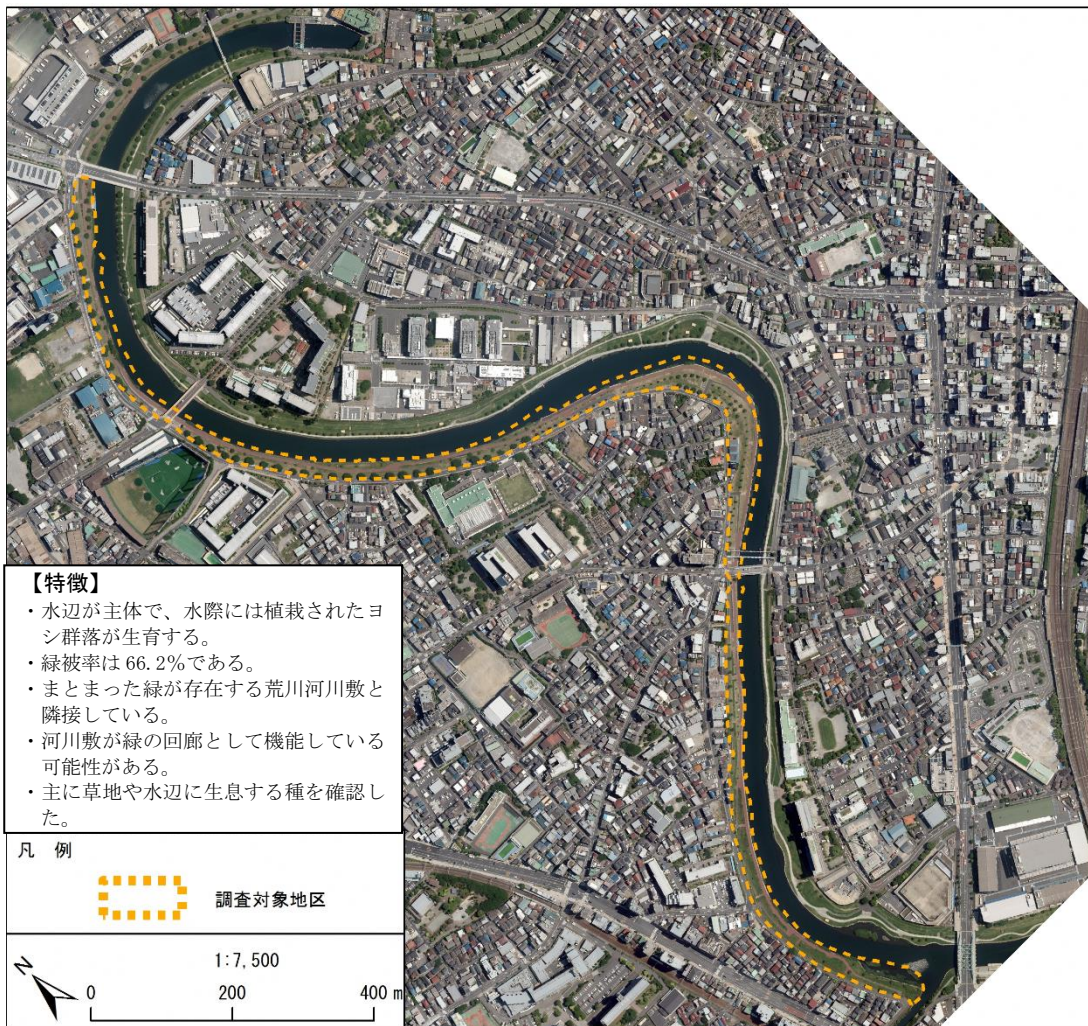 【特徴】
・水辺が主体で、水際には植栽されたヨ
シ群落が生育する。
・緑被率は 66.2%である。
・まとまった緑が存在する荒川河川敷と
隣接している。
・河川敷が緑の回廊として機能している
可能性がある。
・主に草地や水辺に生息する種を確認し
た。
凡 例
調査対象地区
N
1:7,500
0 200 400 m